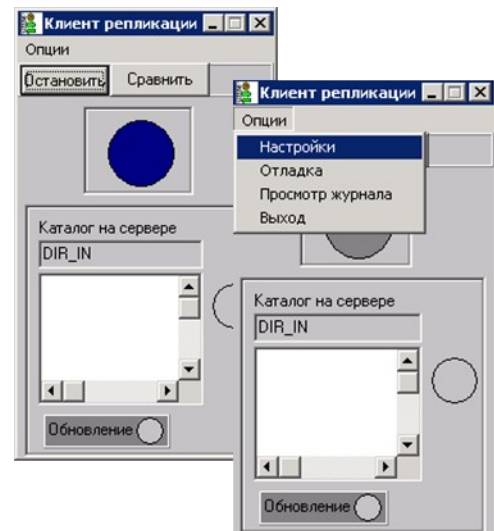 Клиент репликации
Опции
Остановить Сравнить
Каталог на сервере
DIR_IN
Обновление
Клиент репликации
Опции
Настройки
Отладка
Просмотр журнала
Выход
Каталог на сервере
DIR_IN
Обновление